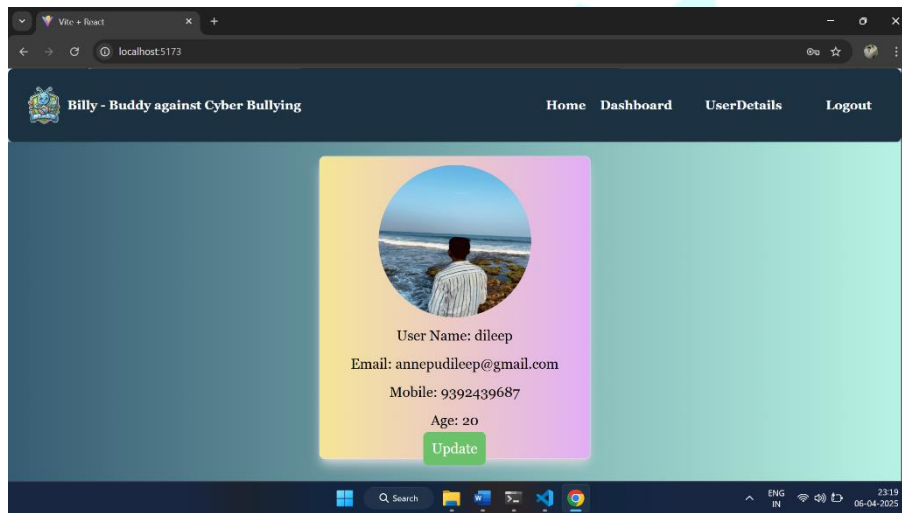 Vite + React
localhost:5173
Billy - Buddy against Cyber Bullying
Home Dashboard UserDetails Logout
User Name: dileep
Email: annepudileep@gmail.com
Mobile: 9392439687
Age: 20
Update
Search
ENG
IN
23:19
06-04-2025